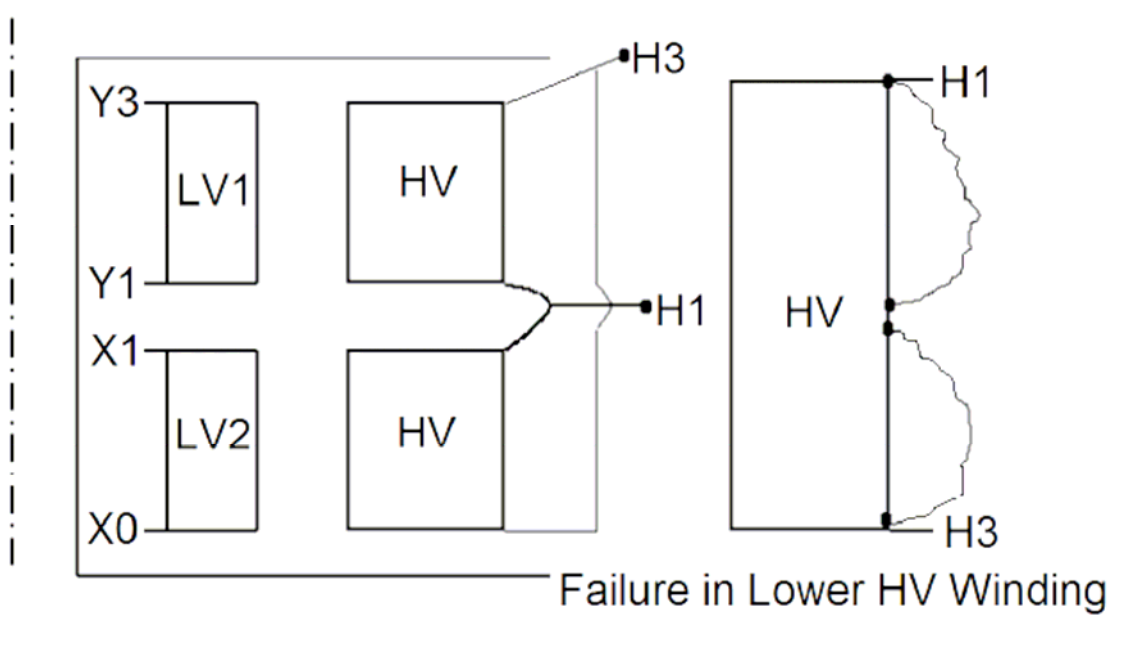 H3
Y3
LV1
HV
Y1
H1
X1
LV2
HV
X0
H1
HV
H3
Failure in Lower HV Winding